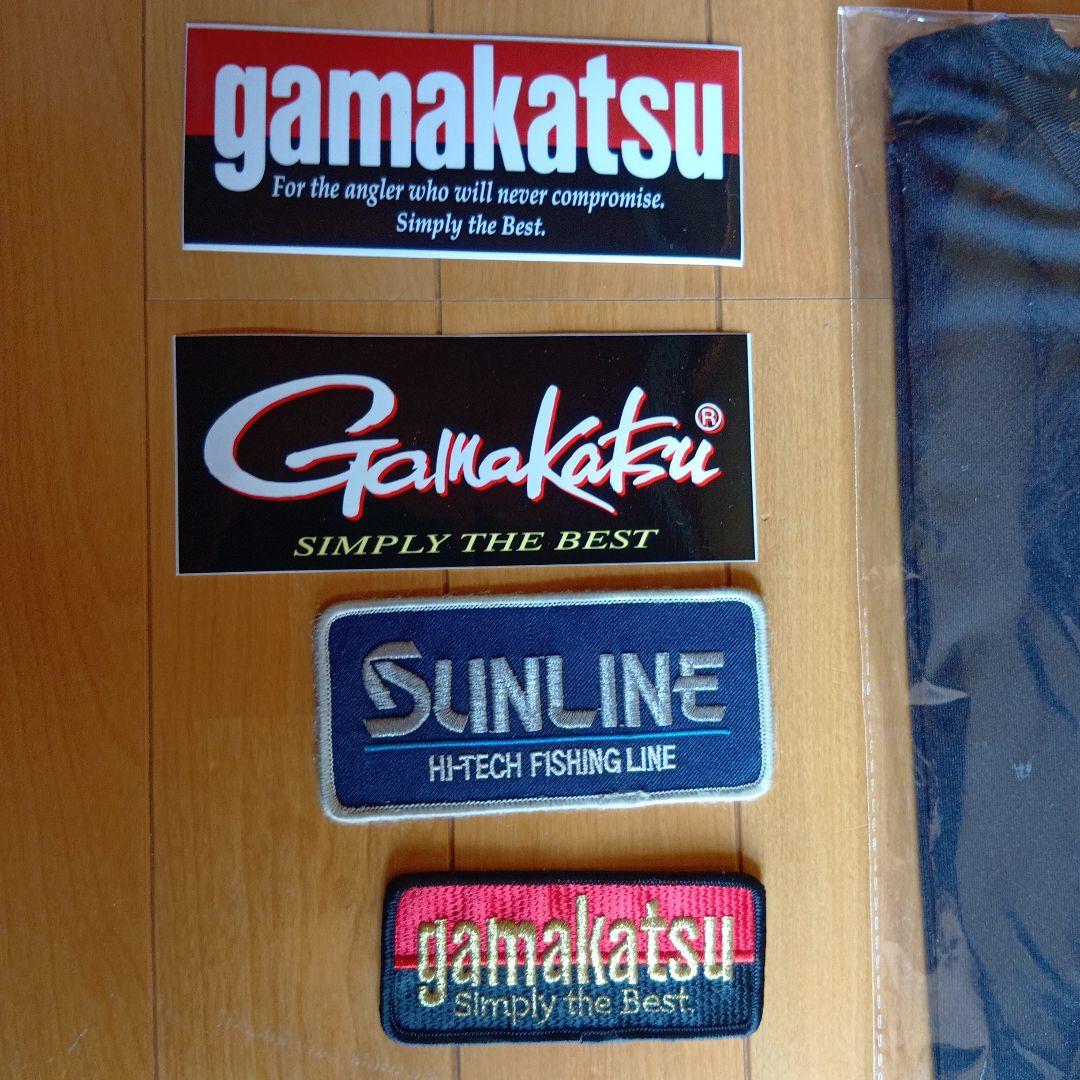 gamakatsu
For the angler who will never compromise.
Simply the Best.
Gamakatsu®
SIMPLY THE BEST
SUNLINE
HI-TECH FISHING LINE
gamakatsu
Simply the Best.